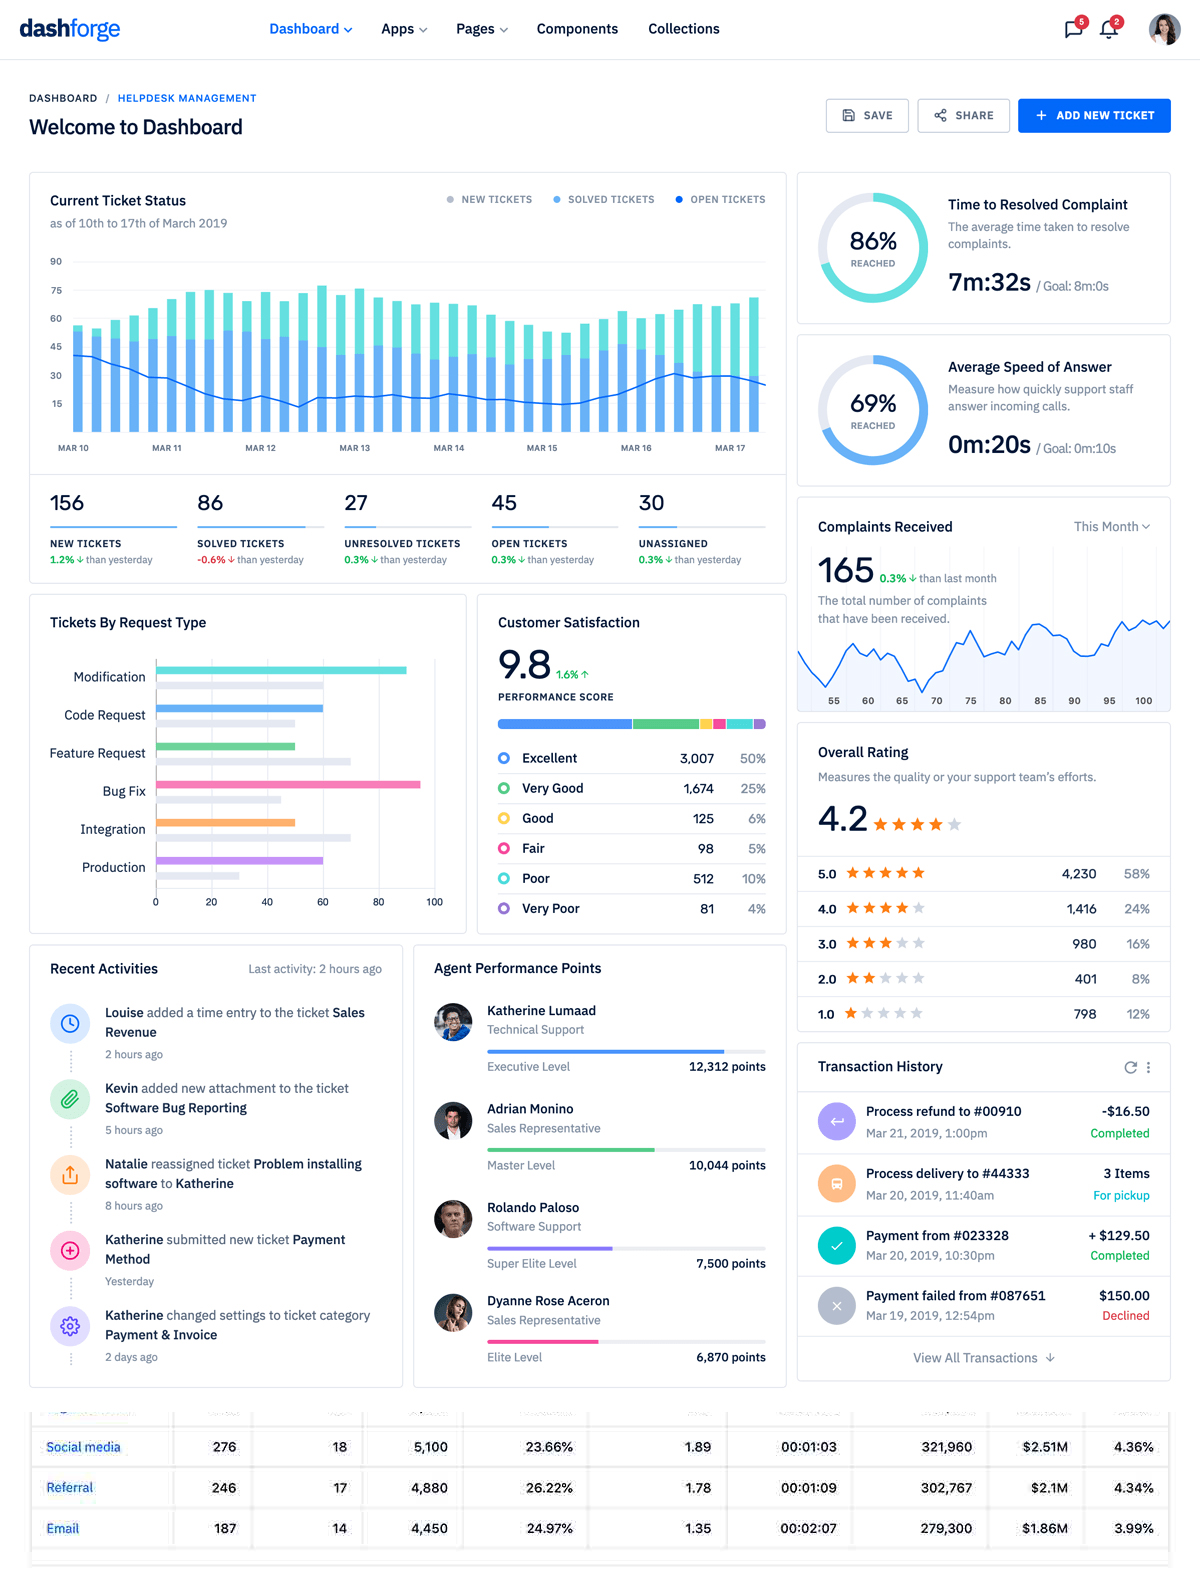 dashforge
Dashboard Apps Pages Components Collections
5 2
DASHBOARD / HELPDESK MANAGEMENT
Welcome to Dashboard
SAVE SHARE + ADD NEW TICKET
Current Ticket Status
as of 10th to 17th of March 2019
NEW TICKETS SOLVED TICKETS OPEN TICKETS
90
75
60
45
30
15
MAR 10 MAR 11 MAR 12 MAR 13 MAR 14 MAR 15 MAR 16 MAR 17
156 86 27 45 30
NEW TICKETS SOLVED TICKETS UNRESOLVED TICKETS OPEN TICKETS UNASSIGNED
1.2% ↓ than yesterday -0.6% ↓ than yesterday 0.3% ↓ than yesterday 0.3% ↓ than yesterday 0.3% ↓ than yesterday
86%
REACHED
Time to Resolved Complaint
The average time taken to resolve
complaints.
7m:32s / Goal: 8m:0s
69%
REACHED
Average Speed of Answer
Measure how quickly support staff
answer incoming calls.
0m:20s / Goal: 0m:10s
Complaints Received This Month
165 0.3% ↓ than last month
The total number of complaints
that have been received.
55 60 65 70 75 80 85 90 95 100
Tickets By Request Type
Modification
Code Request
Feature Request
Bug Fix
Integration
Production
0 20 40 60 80 100
Customer Satisfaction
9.8 1.6% ↑
PERFORMANCE SCORE
Excellent 3,007 50%
Very Good 1,674 25%
Good 125 6%
Fair 98 5%
Poor 512 10%
Very Poor 81 4%
Overall Rating
Measures the quality or your support team's efforts.
4.2
5.0 4,230 58%
4.0 1,416 24%
3.0 980 16%
2.0 401 8%
1.0 798 12%
Recent Activities Last activity: 2 hours ago
Louise added a time entry to the ticket Sales
Revenue
2 hours ago
Kevin added new attachment to the ticket
Software Bug Reporting
5 hours ago
Natalie reassigned ticket Problem installing
software to Katherine
8 hours ago
Katherine submitted new ticket Payment
Method
Yesterday
Katherine changed settings to ticket category
Payment & Invoice
2 days ago
Agent Performance Points
Katherine Lumaad
Technical Support
Executive Level 12,312 points
Adrian Monino
Sales Representative
Master Level 10,044 points
Rolando Paloso
Software Support
Super Elite Level 7,500 points
Dyanne Rose Aceron
Sales Representative
Elite Level 6,870 points
Transaction History
Process refund to #00910 -$16.50
Mar 21, 2019, 1:00pm Completed
Process delivery to #44333 3 Items
Mar 20, 2019, 11:40am For pickup
Payment from #023328 + $129.50
Mar 20, 2019, 10:30pm Completed
Payment failed from #087651 $150.00
Mar 19, 2019, 12:54pm Declined
View All Transactions ↓
Social media 276 18 5,100 23.66% 1.89 00:01:03 321,960 $2.51M 4.36%
Referral 246 17 4,880 26.22% 1.78 00:01:09 302,767 $2.1M 4.34%
Email 187 14 4,450 24.97% 1.35 00:02:07 279,300 $1.86M 3.99%